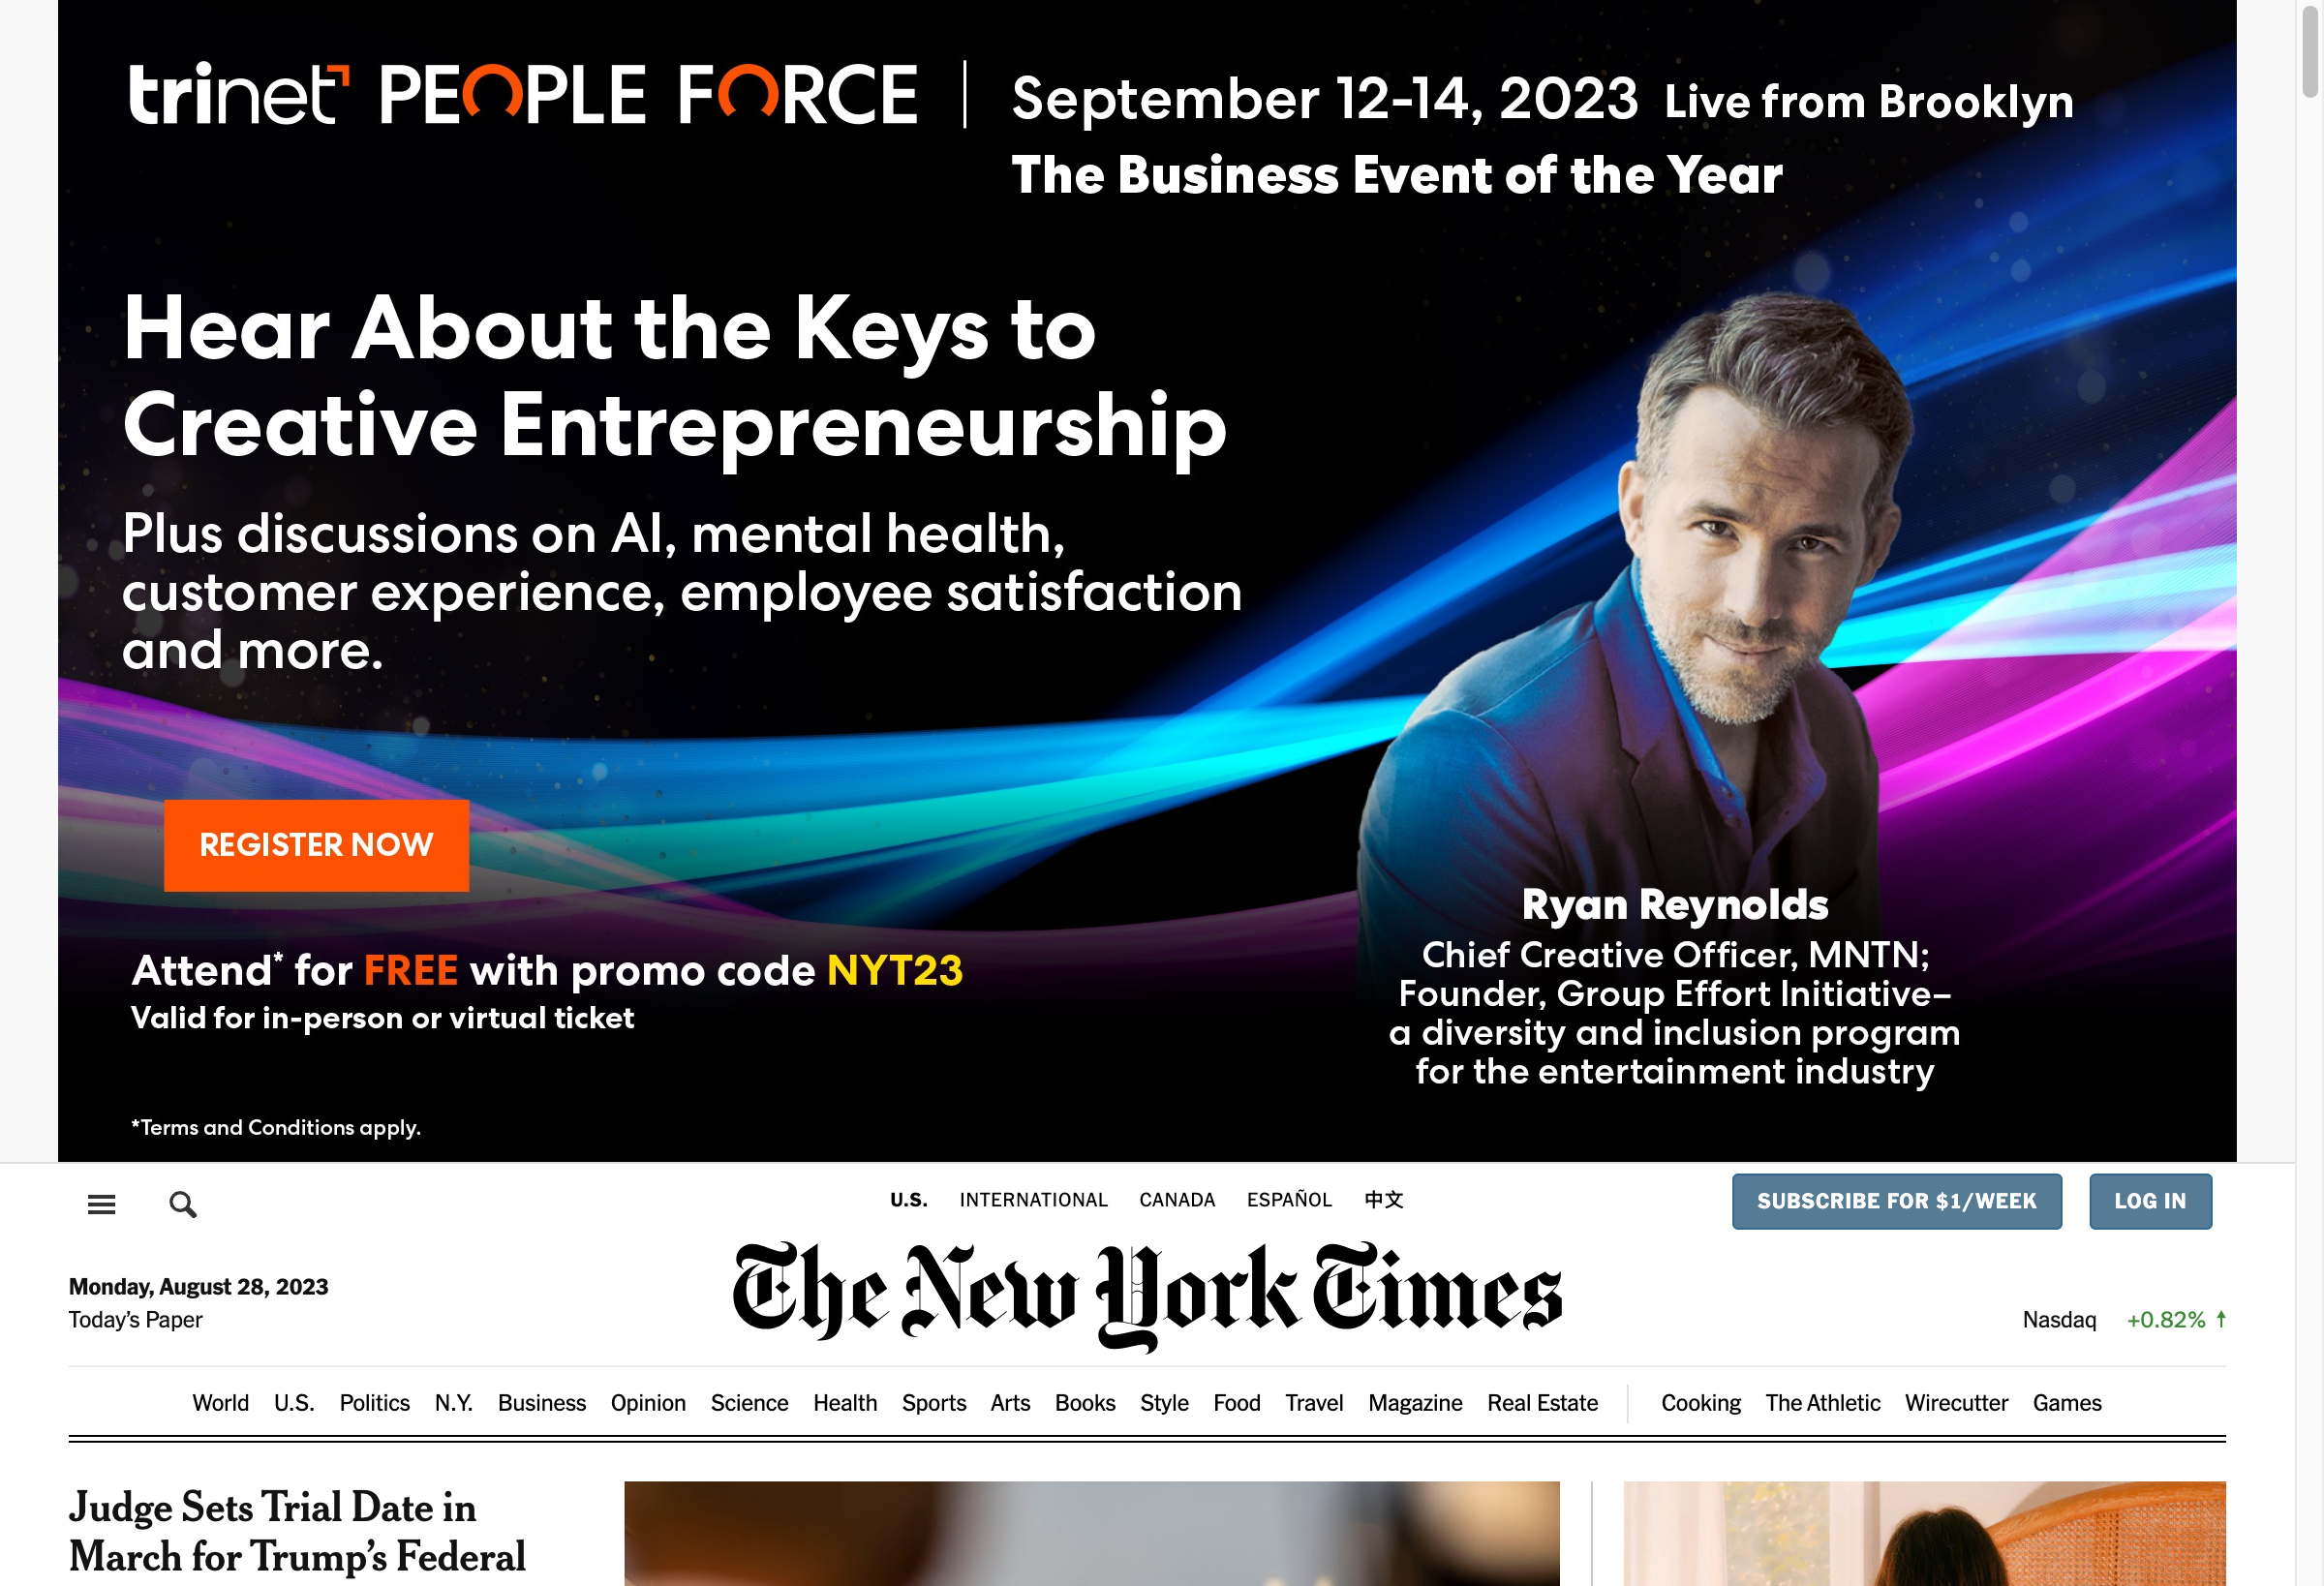 trinet PEOPLE FORCE
September 12-14, 2023 Live from Brooklyn
The Business Event of the Year
Hear About the Keys to
Creative Entrepreneurship
Plus discussions on AI, mental health,
customer experience, employee satisfaction
and more.
REGISTER NOW
Attend* for FREE with promo code NYT23
Valid for in-person or virtual ticket
*Terms and Conditions apply.
Ryan Reynolds
Chief Creative Officer, MNTN;
Founder, Group Effort Initiative–
a diversity and inclusion program
for the entertainment industry
U.S. INTERNATIONAL CANADA ESPAÑOL 中文
SUBSCRIBE FOR $1/WEEK LOG IN
The New York Times
Monday, August 28, 2023
Today’s Paper
Nasdaq +0.82% ↑
World U.S. Politics N.Y. Business Opinion Science Health Sports Arts Books Style Food Travel Magazine Real Estate Cooking The Athletic Wirecutter Games
Judge Sets Trial Date in
March for Trump’s Federal